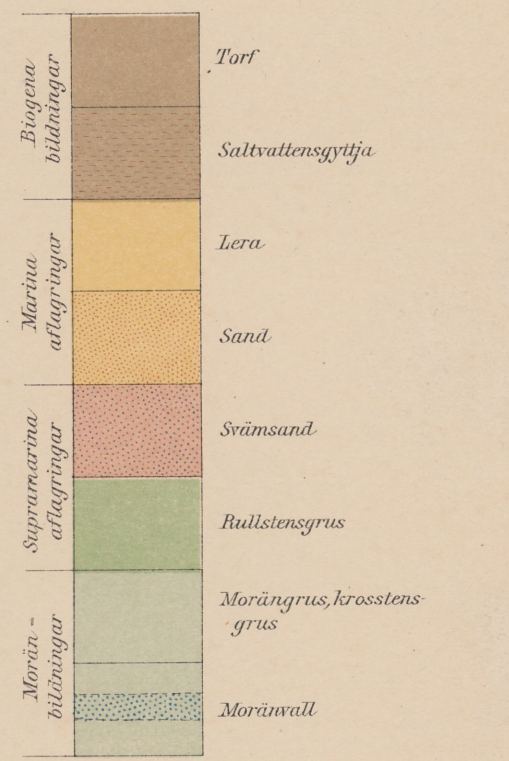 Biogena
bildningar
Torf
Saltvattensgyttja
Marina
aflagringar
Lera
Sand
Supramarina
aflagringar
Svämsand
Rullstensgrus
Morän-
bildningar
Morängrus, krosstens-
grus
Moränvall